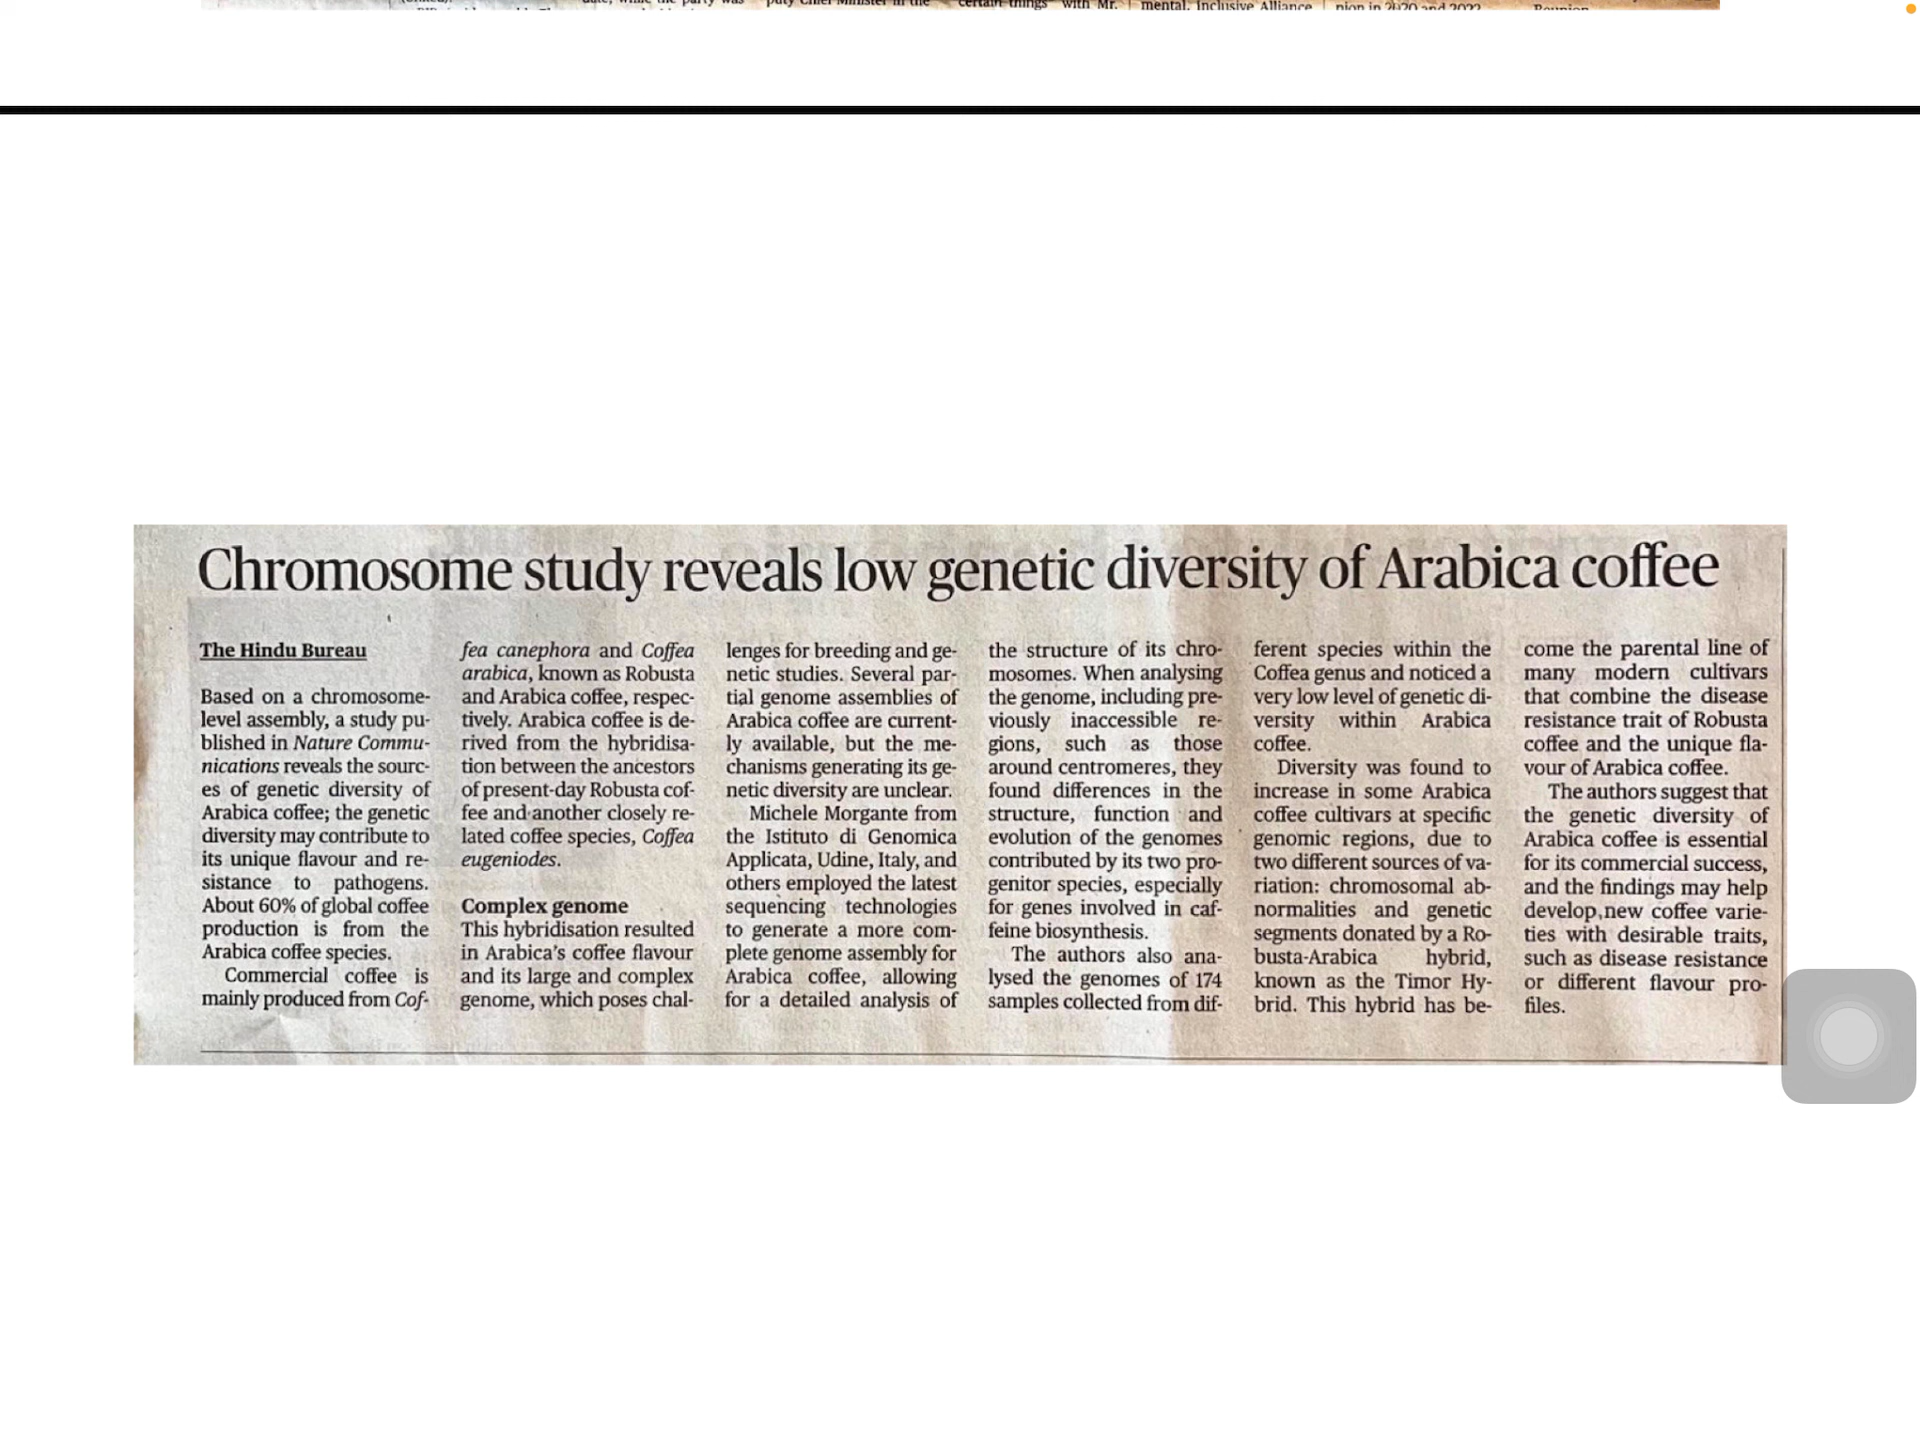 certain things with Mr.
mental, Inclusive Alliance
nion in 2020 and 2022
Chromosome study reveals low genetic diversity of Arabica coffee
The Hindu Bureau
Based on a chromosome-
level assembly, a study pu-
blished in Nature Commu-
nications reveals the sourc-
es of genetic diversity of
Arabica coffee; the genetic
diversity may contribute to
its unique flavour and re-
sistance to pathogens.
About 60% of global coffee
production is from the
Arabica coffee species.
Commercial coffee is
mainly produced from Cof-
fea canephora and Coffea
arabica, known as Robusta
and Arabica coffee, respec-
tively. Arabica coffee is de-
rived from the hybridisa-
tion between the ancestors
of present-day Robusta cof-
fee and another closely re-
lated coffee species, Coffea
eugeniodes.
Complex genome
This hybridisation resulted
in Arabica's coffee flavour
and its large and complex
genome, which poses chal-
lenges for breeding and ge-
netic studies. Several par-
tial genome assemblies of
Arabica coffee are current-
ly available, but the me-
chanisms generating its ge-
netic diversity are unclear.
Michele Morgante from
the Istituto di Genomica
Applicata, Udine, Italy, and
others employed the latest
sequencing technologies
to generate a more com-
plete genome assembly for
Arabica coffee, allowing
for a detailed analysis of
the structure of its chro-
mosomes. When analysing
the genome, including pre-
viously inaccessible re-
gions, such as those
around centromeres, they
found differences in the
structure, function and
evolution of the genomes
contributed by its two pro-
genitor species, especially
for genes involved in caf-
feine biosynthesis.
The authors also ana-
lysed the genomes of 174
samples collected from dif-
ferent species within the
Coffea genus and noticed a
very low level of genetic di-
versity within Arabica
coffee.
Diversity was found to
increase in some Arabica
coffee cultivars at specific
genomic regions, due to
two different sources of va-
riation: chromosomal ab-
normalities and genetic
segments donated by a Ro-
busta-Arabica hybrid,
known as the Timor Hy-
brid. This hybrid has be-
come the parental line of
many modern cultivars
that combine the disease
resistance trait of Robusta
coffee and the unique fla-
vour of Arabica coffee.
The authors suggest that
the genetic diversity of
Arabica coffee is essential
for its commercial success,
and the findings may help
develop new coffee varie-
ties with desirable traits,
such as disease resistance
or different flavour pro-
files.